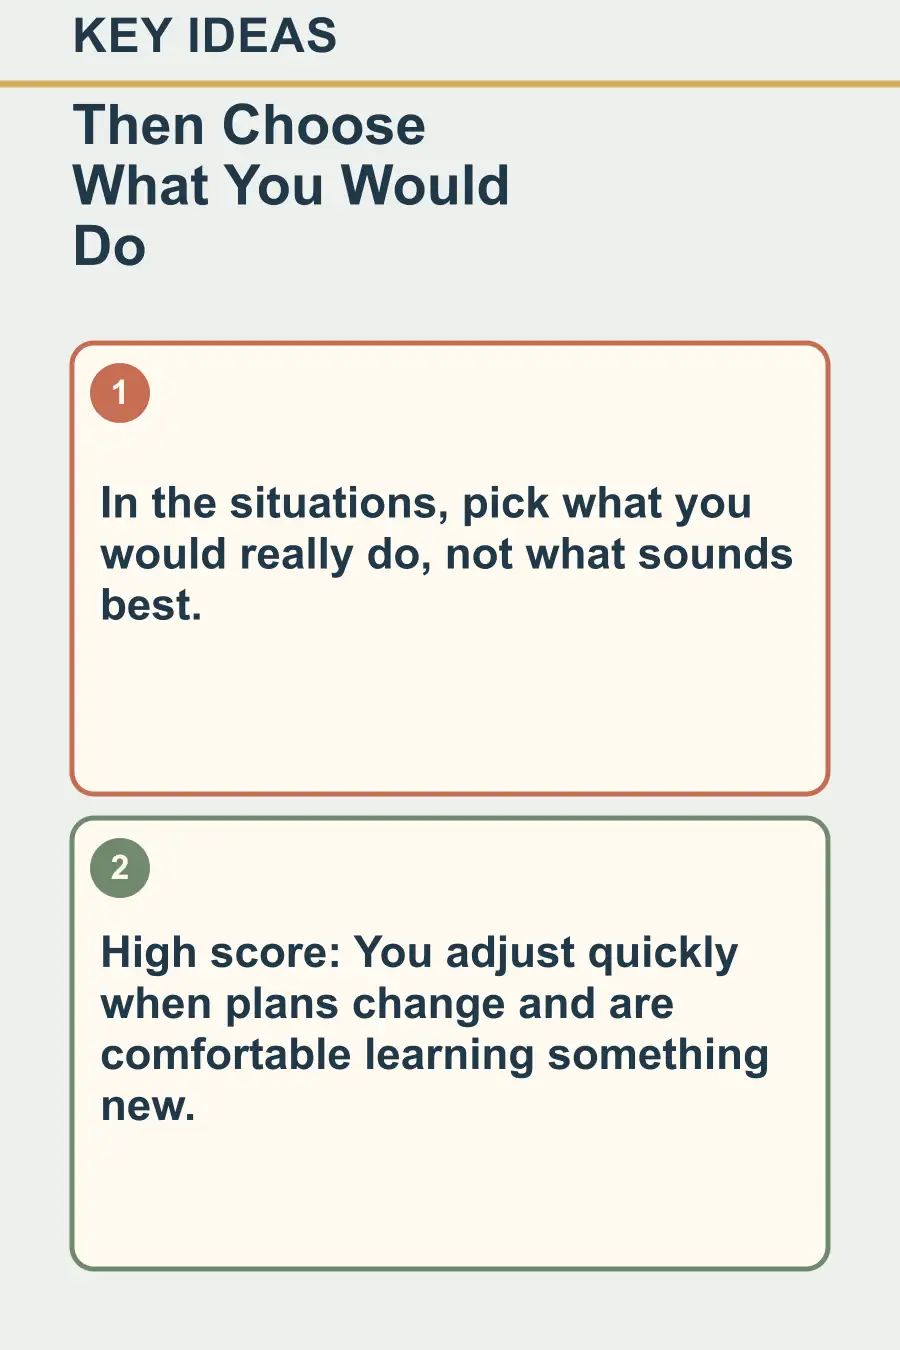 KEY IDEAS
Then Choose
What You Would
Do
1
In the situations, pick what you
would really do, not what sounds
best.
2
High score: You adjust quickly
when plans change and are
comfortable learning something
new.